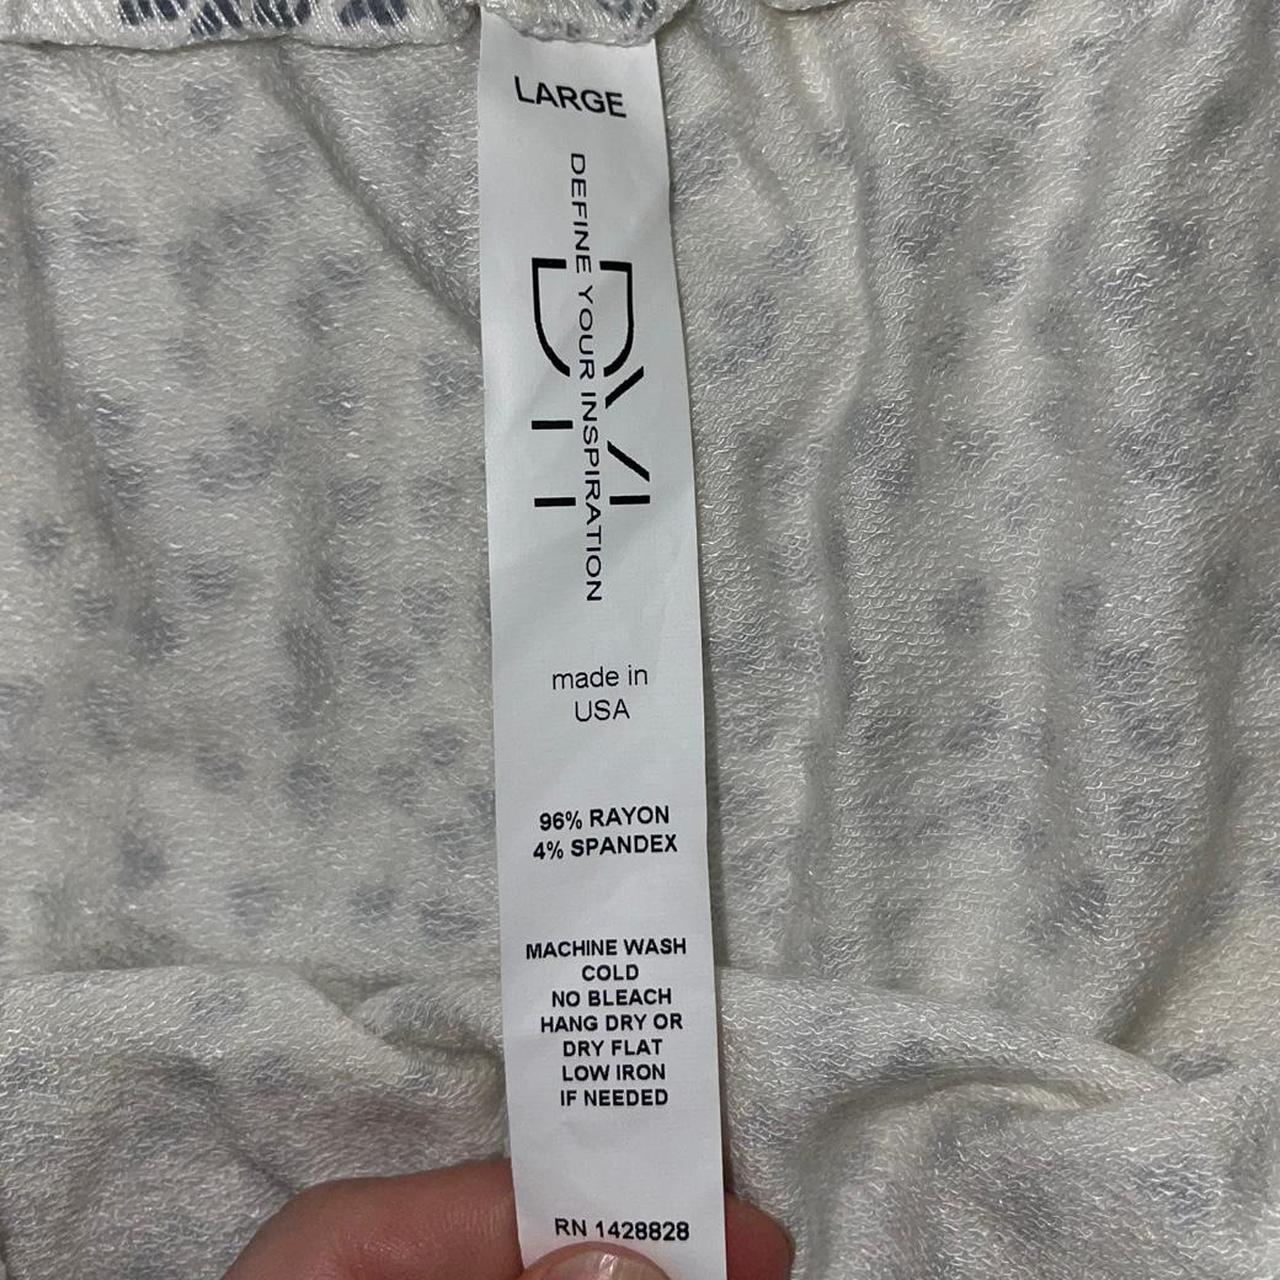 LARGE
DEFINE YOUR INSPIRATION
DYI
made in
USA
96% RAYON
4% SPANDEX
MACHINE WASH
COLD
NO BLEACH
HANG DRY OR
DRY FLAT
LOW IRON
IF NEEDED
RN 1428828